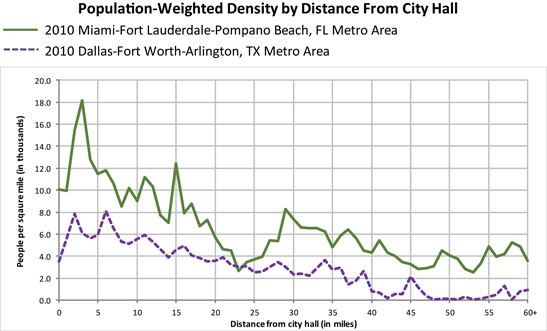 Population-Weighted Density by Distance From City Hall
2010 Miami-Fort Lauderdale-Pompano Beach, FL Metro Area
2010 Dallas-Fort Worth-Arlington, TX Metro Area
People per sqaure mile (in thousands)
20.0
18.0
16.0
14.0
12.0
10.0
8.0
6.0
4.0
2.0
0.0
0 5 10 15 20 25 30 35 40 45 50 55 60+
Distance from city hall (in miles)